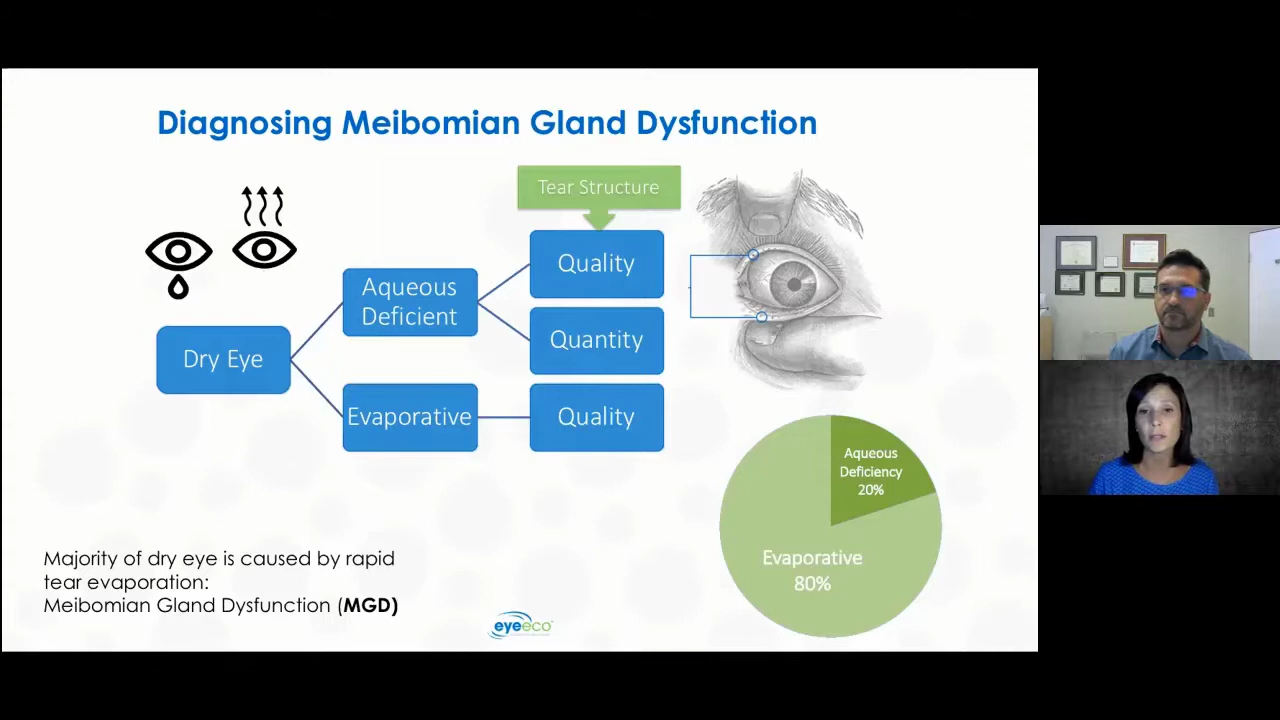 Diagnosing Meibomian Gland Dysfunction
Tear Structure
Quality
Aqueous
Deficient
Quantity
Dry Eye
Evaporative
Quality
Aqueous
Deficiency
20%
Evaporative
80%
Majority of dry eye is caused by rapid
tear evaporation:
Meibomian Gland Dysfunction (MGD)
eyeeco